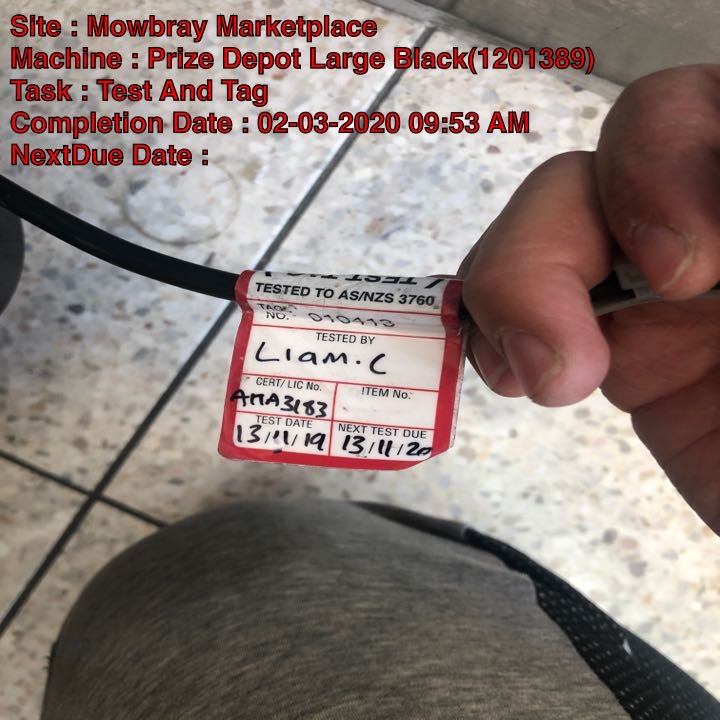 Site : Mowbray Marketplace
Machine : Prize Depot Large Black(1201389)
Task : Test And Tag
Completion Date : 02-03-2020 09:53 AM
NextDue Date :
TEST
TESTED TO AS/NZS 3760
TAG NO. 010413
TESTED BY
Liam.C
CERT/ LIC No. ITEM No.
AMA3183
TEST DATE NEXT TEST DUE
13/11/19 13/11/20